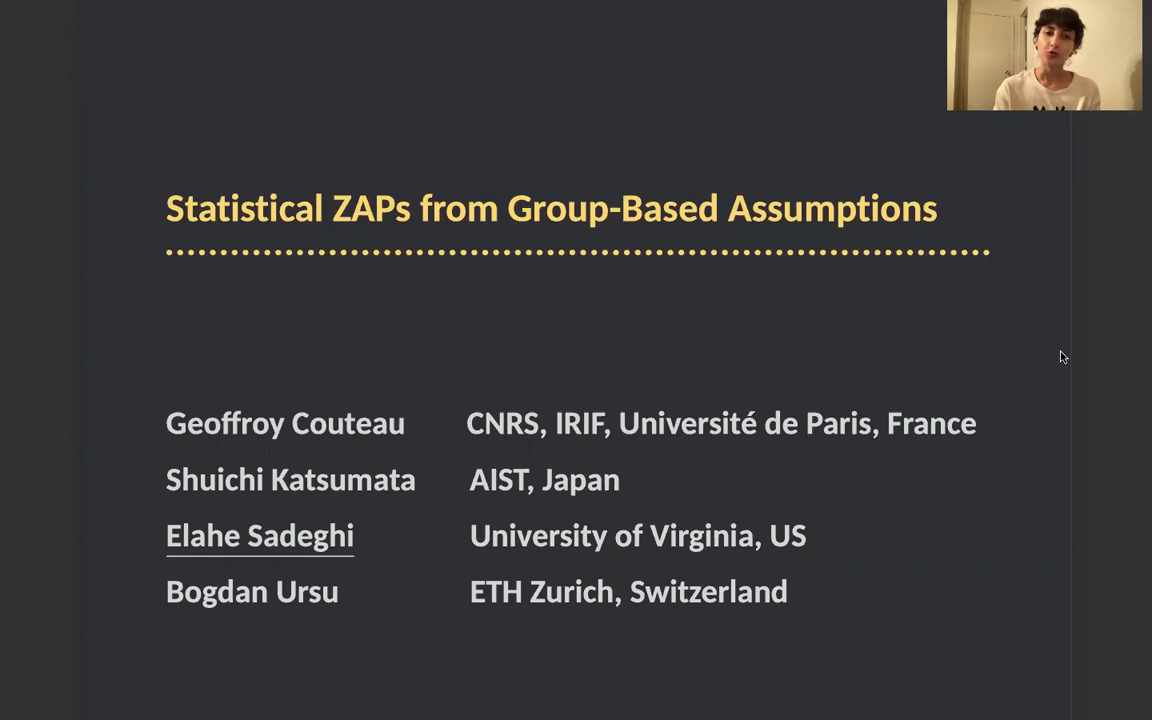 Statistical ZAPs from Group-Based Assumptions
Geoffroy Couteau CNRS, IRIF, Université de Paris, France
Shuichi Katsumata AIST, Japan
Elahe Sadeghi University of Virginia, US
Bogdan Ursu ETH Zurich, Switzerland